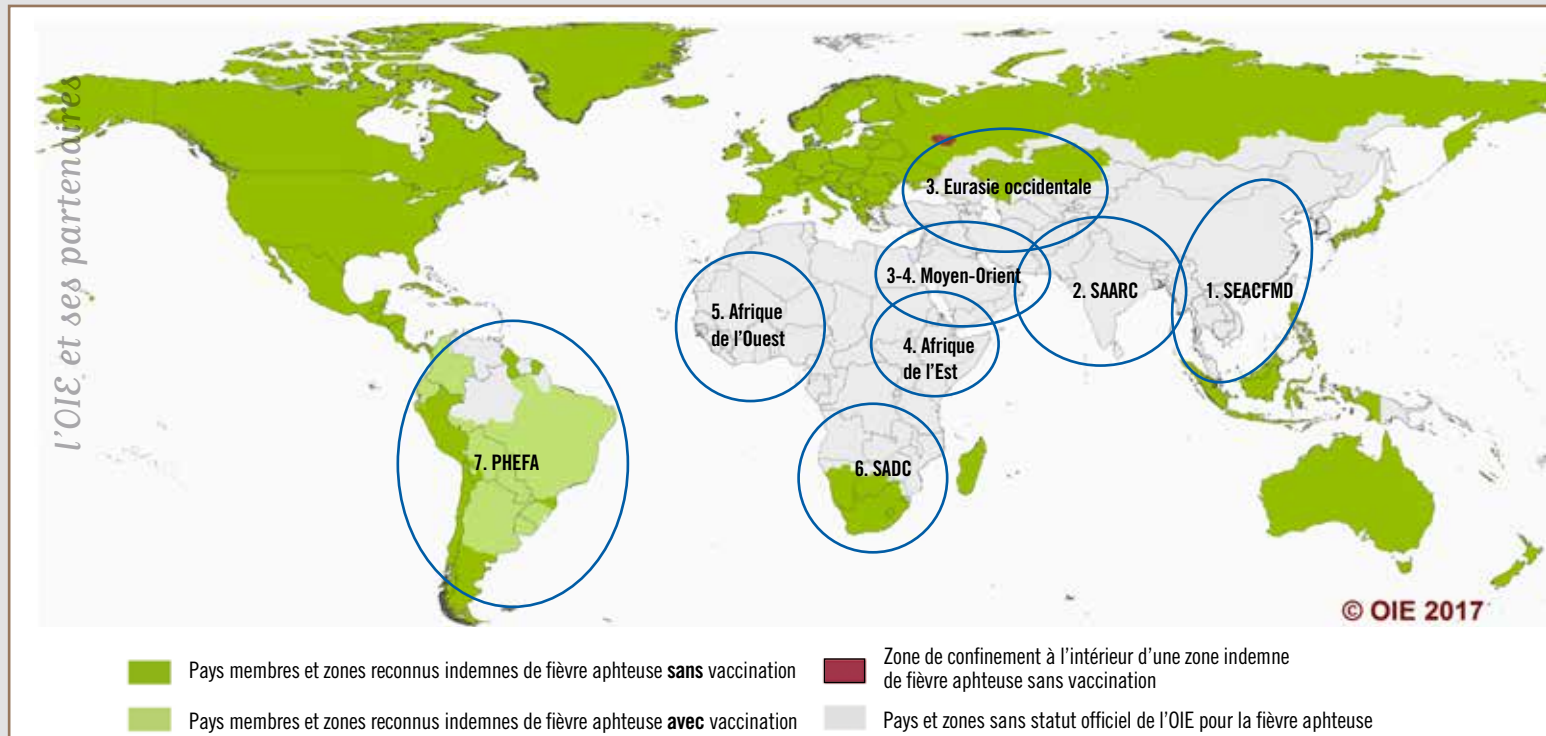 l'OIE et ses partenaires
3. Eurasie occidentale
3-4. Moyen-Orient
2. SAARC
1. SEACFMD
5. Afrique
de l'Ouest
4. Afrique
de l'Est
7. PHEFA
6. SADC
© OIE 2017
Pays membres et zones reconnus indemnes de fièvre aphteuse sans vaccination
Zone de confinement à l'intérieur d'une zone indemne
de fièvre aphteuse sans vaccination
Pays membres et zones reconnus indemnes de fièvre aphteuse avec vaccination
Pays et zones sans statut officiel de l'OIE pour la fièvre aphteuse